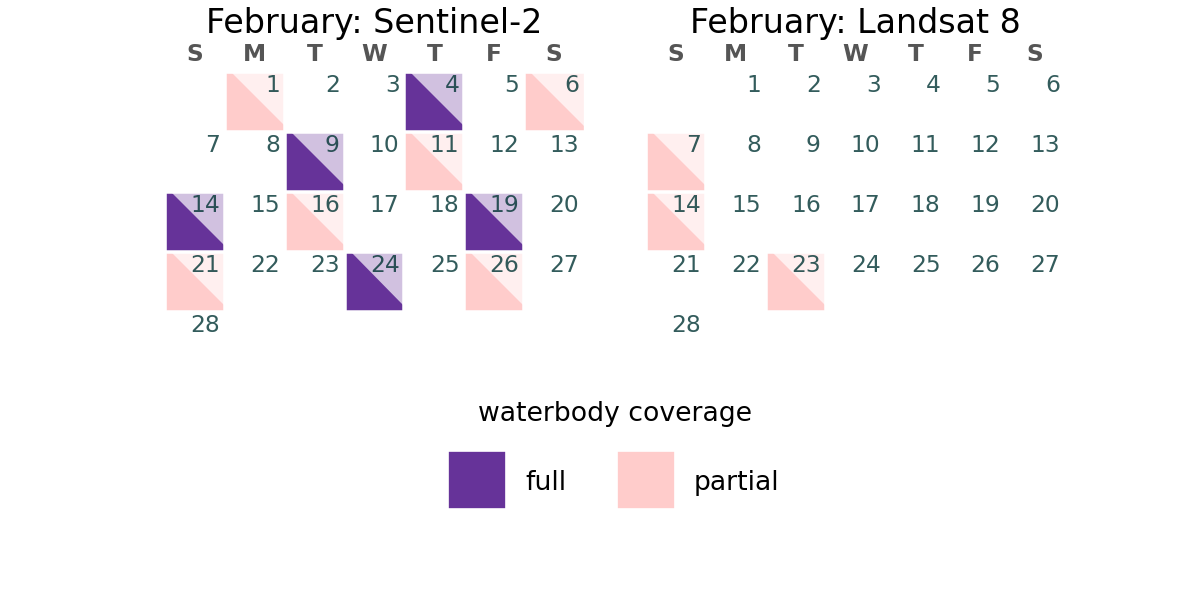 February: Sentinel-2
S M T W T F S
1 2 3 4 5 6
7 8 9 10 11 12 13
14 15 16 17 18 19 20
21 22 23 24 25 26 27
28
February: Landsat 8
S M T W T F S
1 2 3 4 5 6
7 8 9 10 11 12 13
14 15 16 17 18 19 20
21 22 23 24 25 26 27
28
waterbody coverage
full
partial